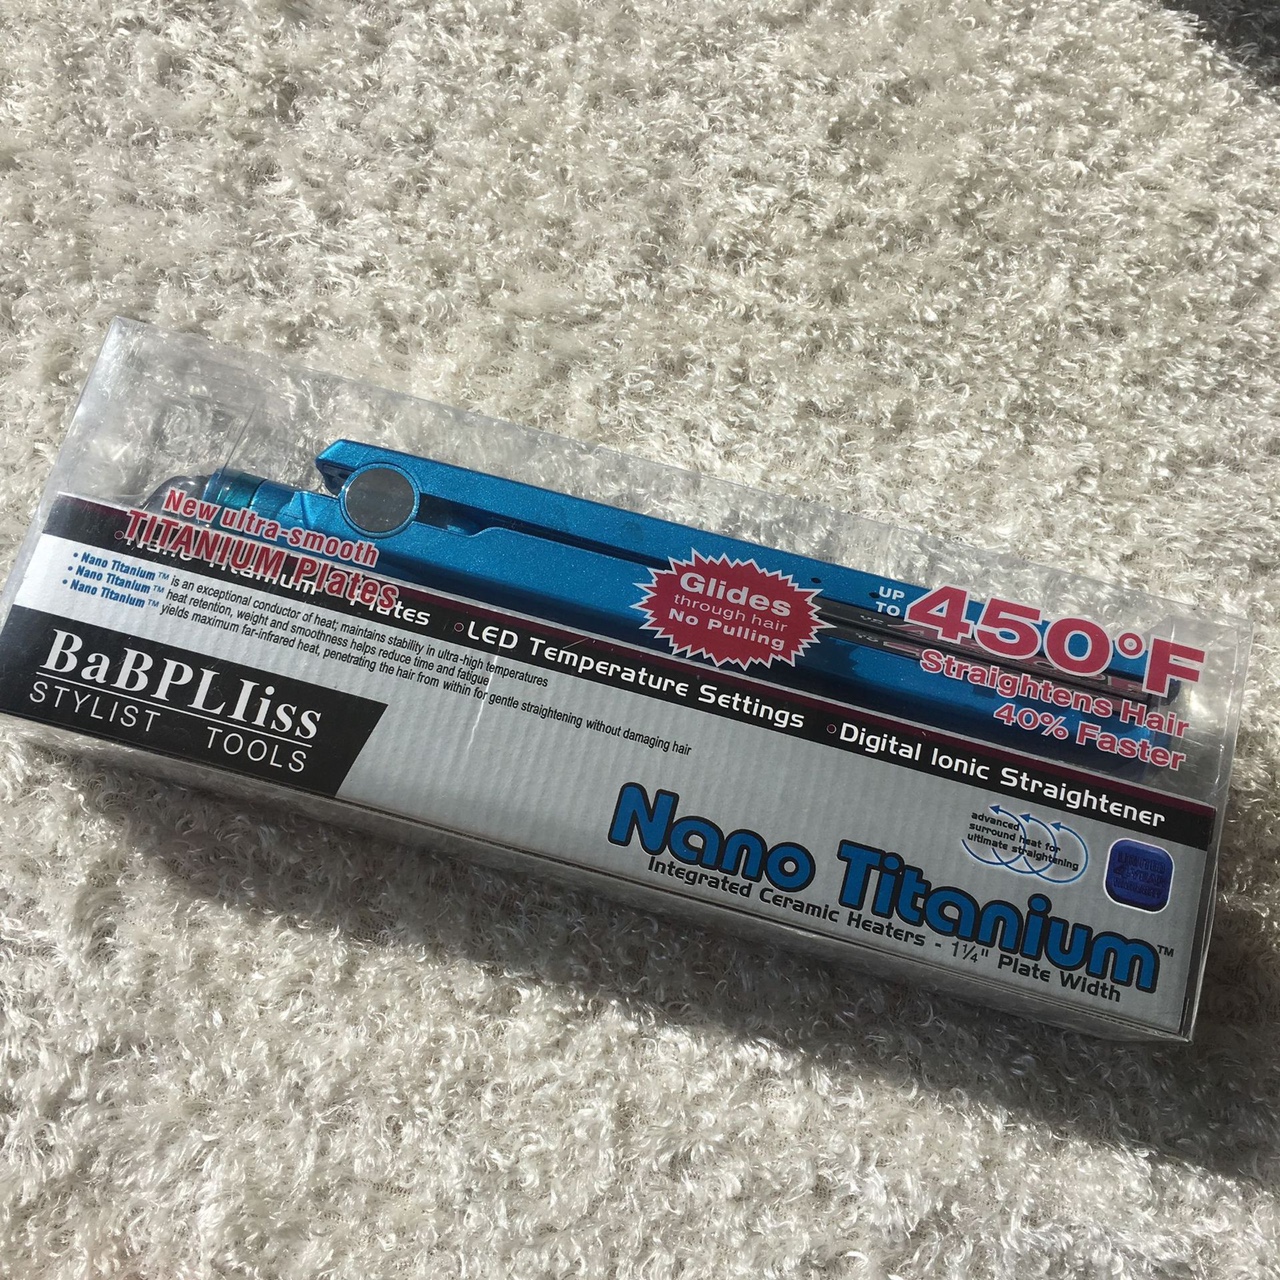 New ultra-smooth
TITANIUM Plates
Glides
through hair
No Pulling
UP TO 450°F
Straightens Hair
40% Faster
Nano Titanium Plates °LED Temperature Settings °Digital Ionic Straightener
• Nano Titanium™ is an exceptional conductor of heat; maintains stability in ultra-high temperatures
• Nano Titanium™ heat retention, weight and smoothness helps reduce time and fatigue
• Nano Titanium™ yields maximum far-infrared heat, penetrating the hair from within for gentle straightening without damaging hair
BaBPLIiss
STYLIST TOOLS
advanced
surround heat for
ultimate straightening
Nano Titanium™
Integrated Ceramic Heaters - 1¼" Plate Width